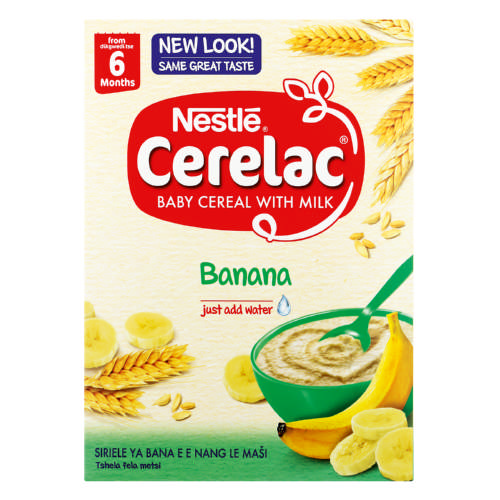 from
dikgwedi tse
6
Months
NEW LOOK!
SAME GREAT TASTE
Nestlé®
Cerelac®
BABY CEREAL WITH MILK
Banana
just add water
SIRIELE YA BANA E E NANG LE MAŠI
Tshela fela metsi